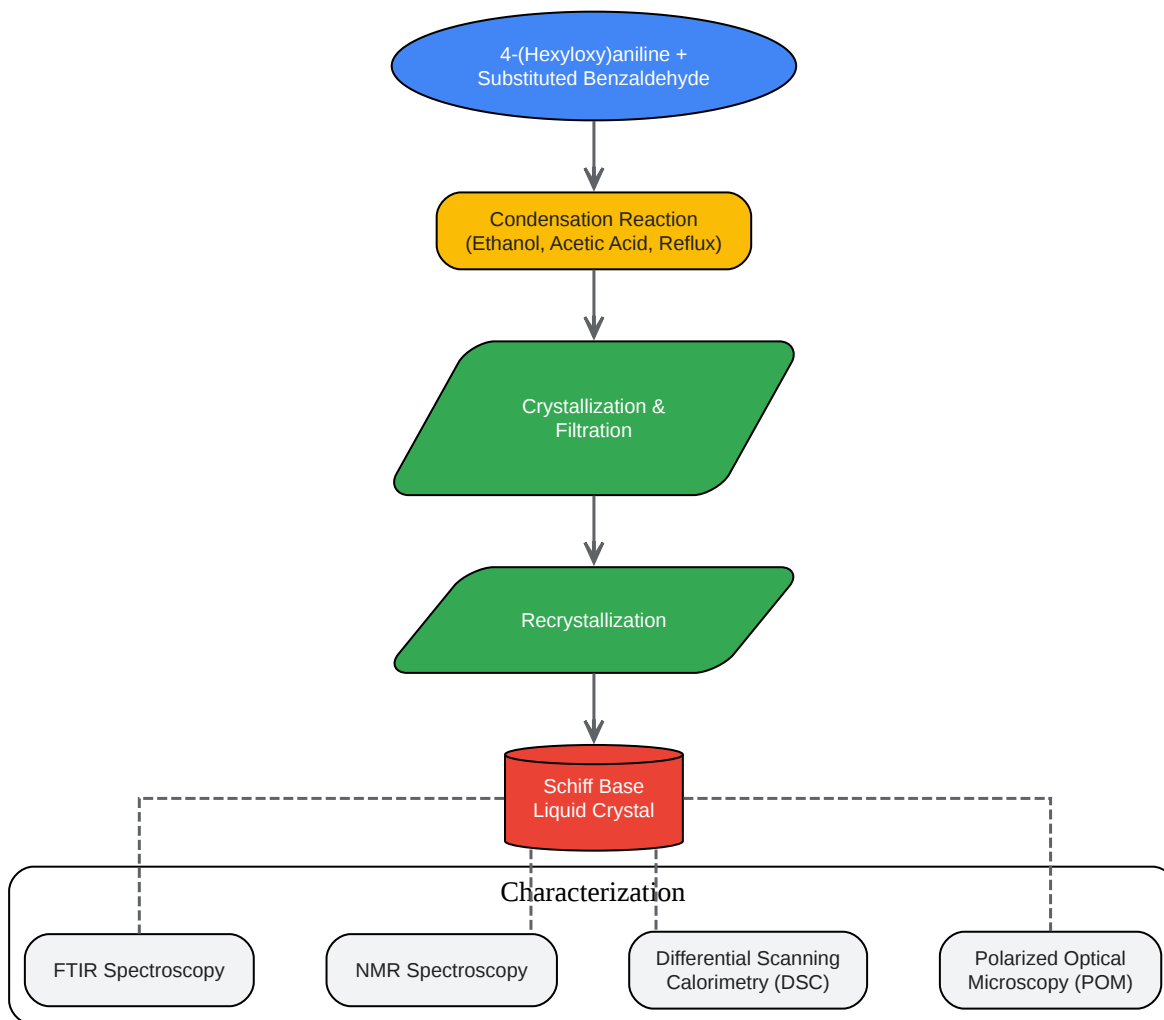 4-(Hexyloxy)aniline +
Substituted Benzaldehyde
Condensation Reaction
(Ethanol, Acetic Acid, Reflux)
Crystallization &
Filtration
Recrystallization
Schiff Base
Liquid Crystal
Characterization
FTIR Spectroscopy
NMR Spectroscopy
Differential Scanning
Calorimetry (DSC)
Polarized Optical
Microscopy (POM)